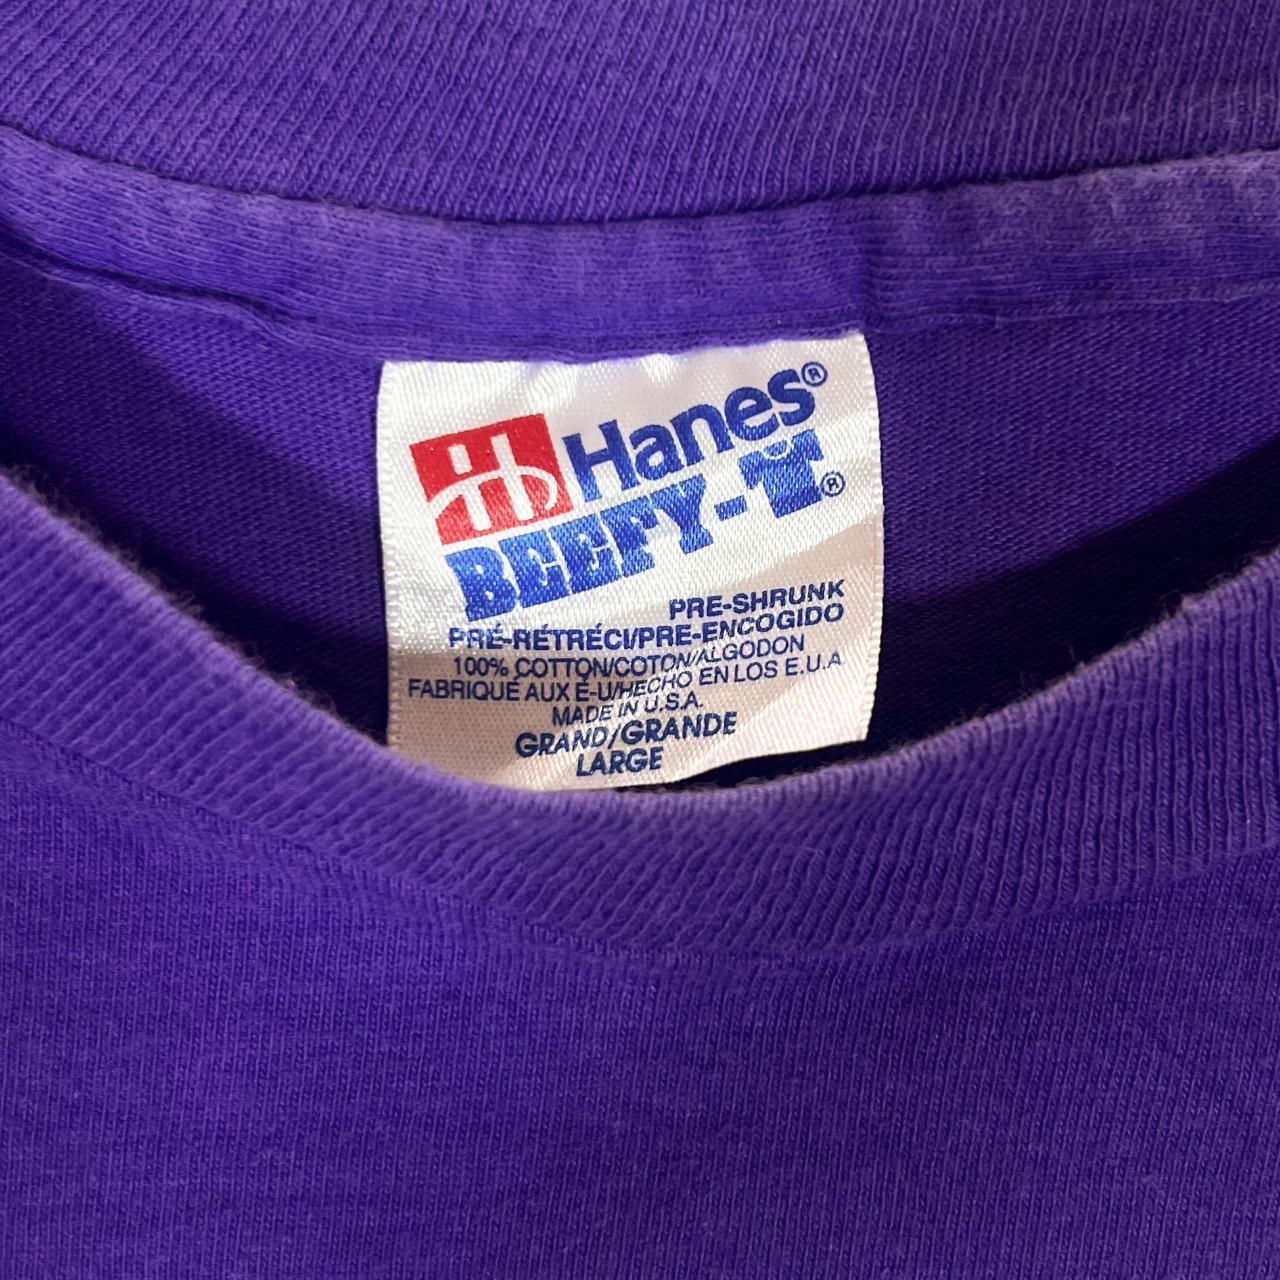 Hanes®
BEEFY-T®
PRE-SHRUNK
PRÉ-RÉTRÉCI/PRE-ENCOGIDO
100% COTTON/COTON/ALGODON
FABRIQUÉ AUX É-U/HECHO EN LOS E.U.A.
MADE IN U.S.A.
GRAND/GRANDE
LARGE